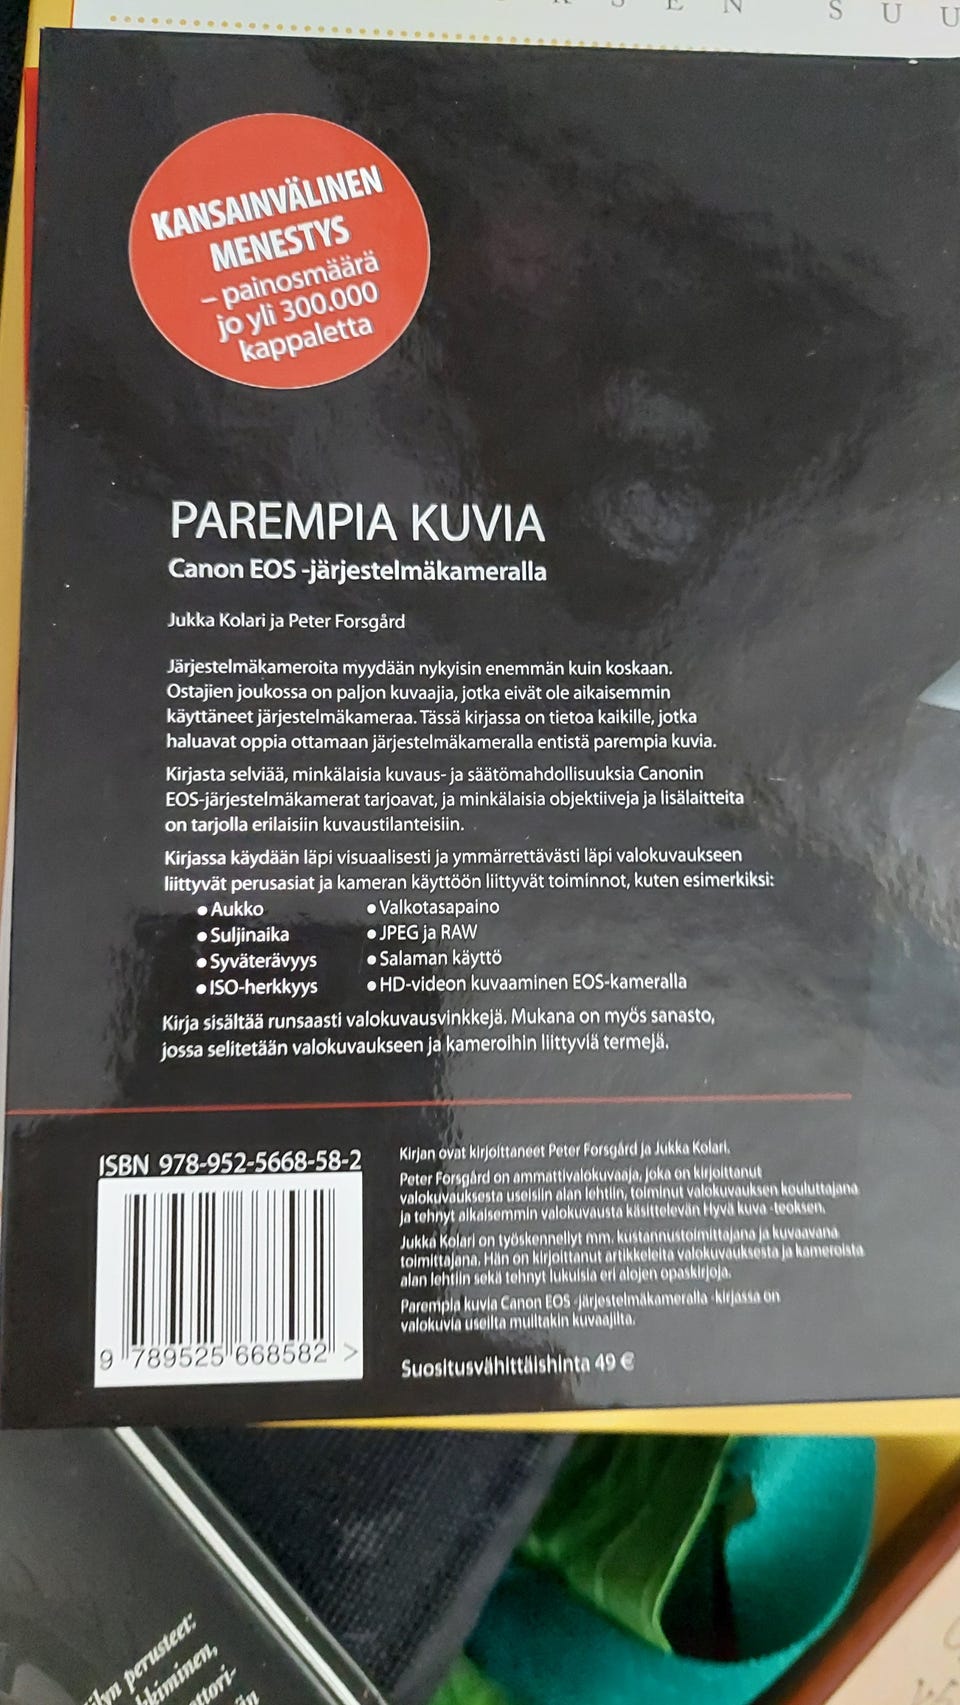 S E N S U U
KANSAINVÄLINEN
MENESTYS
– painosmäärä
jo yli 300.000
kappaletta
PAREMPIA KUVIA
Canon EOS -järjestelmäkameralla
Jukka Kolari ja Peter Forsgård
Järjestelmäkameroita myydään nykyisin enemmän kuin koskaan.
Ostajien joukossa on paljon kuvaajia, jotka eivät ole aikaisemmin
käyttäneet järjestelmäkameraa. Tässä kirjassa on tietoa kaikille, jotka
haluavat oppia ottamaan järjestelmäkameralla entistä parempia kuvia.
Kirjasta selviää, minkälaisia kuvaus- ja säätömahdollisuuksia Canonin
EOS-järjestelmäkamerat tarjoavat, ja minkälaisia objektiiveja ja lisälaitteita
on tarjolla erilaisiin kuvaustilanteisiin.
Kirjassa käydään läpi visuaalisesti ja ymmärrettävästi läpi valokuvaukseen
liittyvät perusasiat ja kameran käyttöön liittyvät toiminnot, kuten esimerkiksi:
• Aukko
• Suljinaika
• Syväterävyys
• ISO-herkkyys
• Valkotasapaino
• JPEG ja RAW
• Salaman käyttö
• HD-videon kuvaaminen EOS-kameralla
Kirja sisältää runsaasti valokuvausvinkkejä. Mukana on myös sanasto,
jossa selitetään valokuvaukseen ja kameroihin liittyviä termejä.
ISBN 978-952-5668-58-2
9 789525 668582 >
Kirjan ovat kirjoittaneet Peter Forsgård ja Jukka Kolari.
Peter Forsgård on ammattivalokuvaaja, joka on kirjoittanut
valokuvauksesta useisiin alan lehtiin, toiminut valokuvauksen kouluttajana
ja tehnyt aikaisemmin valokuvausta käsittelevän Hyvä kuva -teoksen.
Jukka Kolari on työskennellyt mm. kustannustoimittajana ja kuvaavana
toimittajana. Hän on kirjoittanut artikkeleita valokuvauksesta ja kameroista
alan lehtiin sekä tehnyt lukuisia eri alojen opaskirjoja.
Parempia kuvia Canon EOS -järjestelmäkameralla -kirjassa on
valokuvia useilta muiltakin kuvaajilta.
Suositusvähittäishinta 49 €
perusteet: